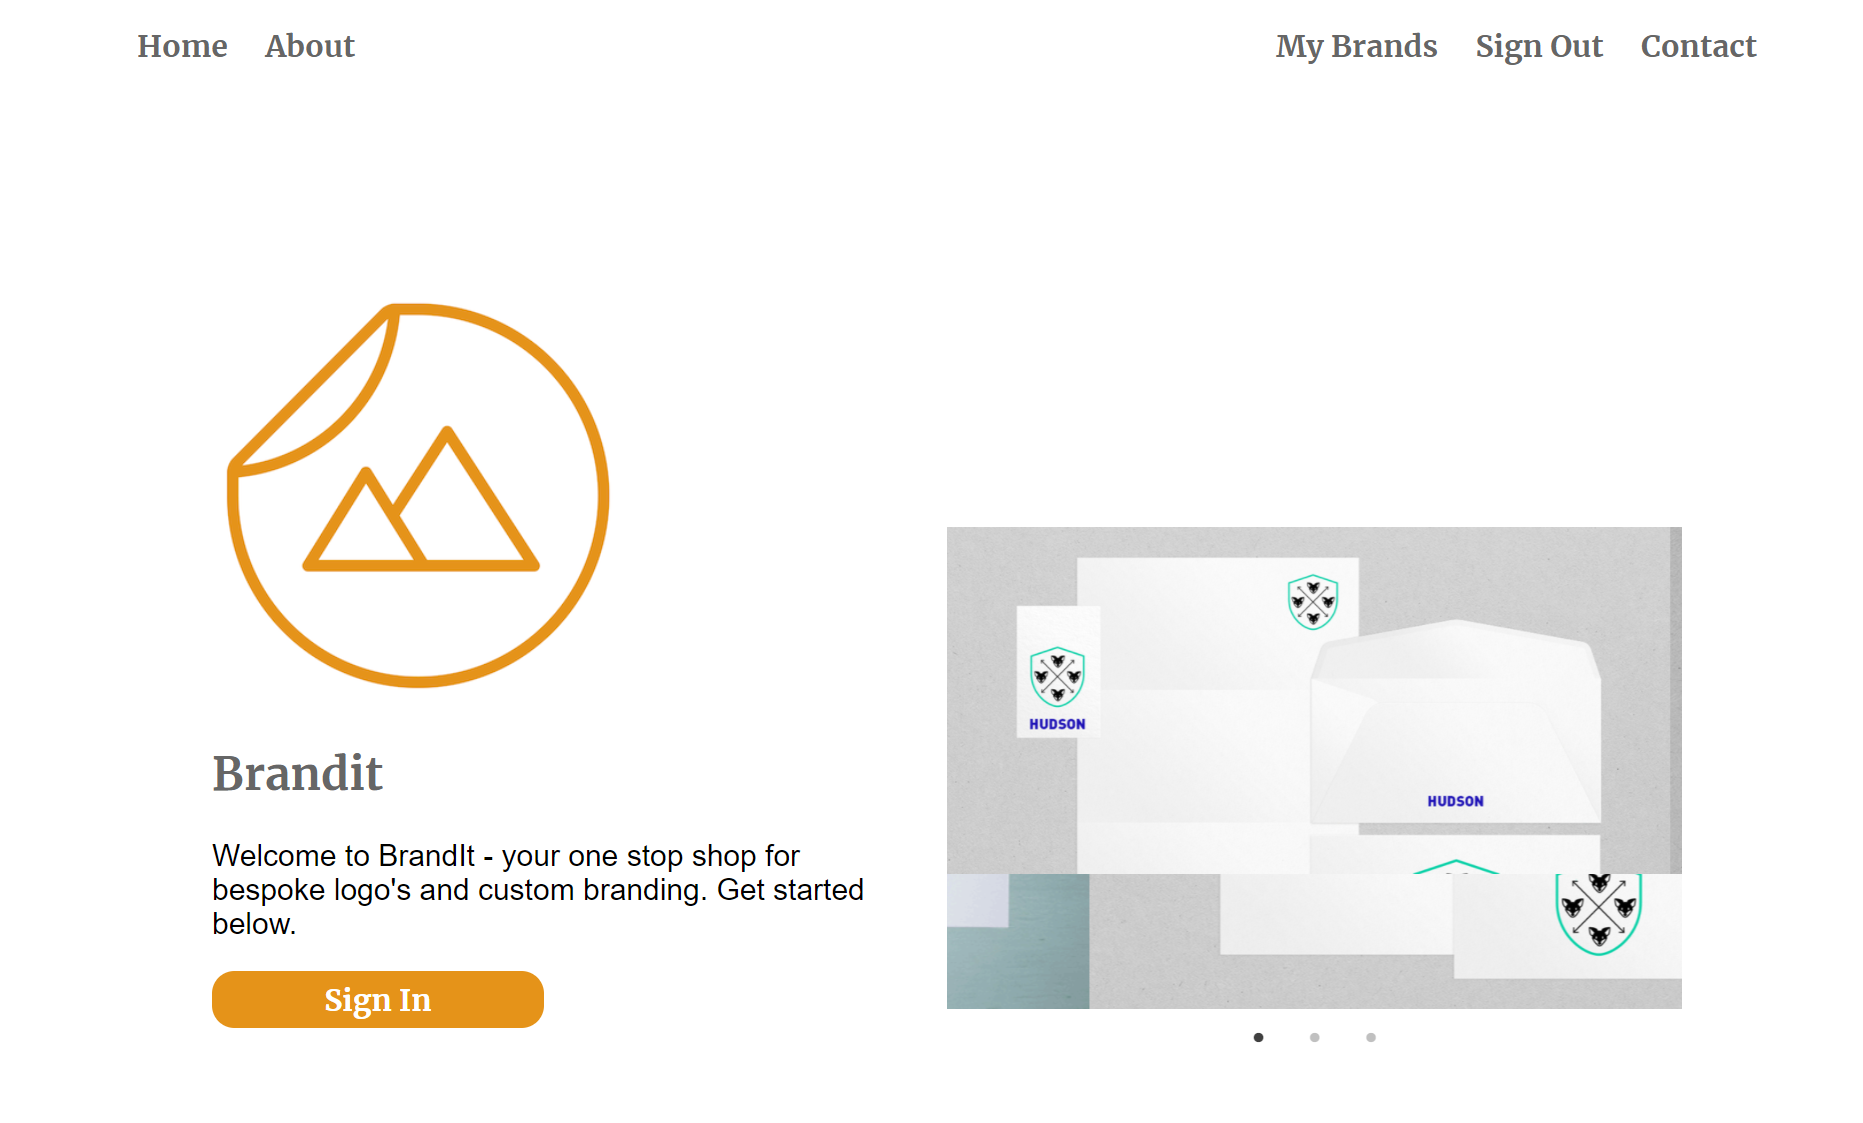 Home About My Brands Sign Out Contact
HUDSON
HUDSON
Brandit
Welcome to BrandIt - your one stop shop for
bespoke logo's and custom branding. Get started
below.
Sign In